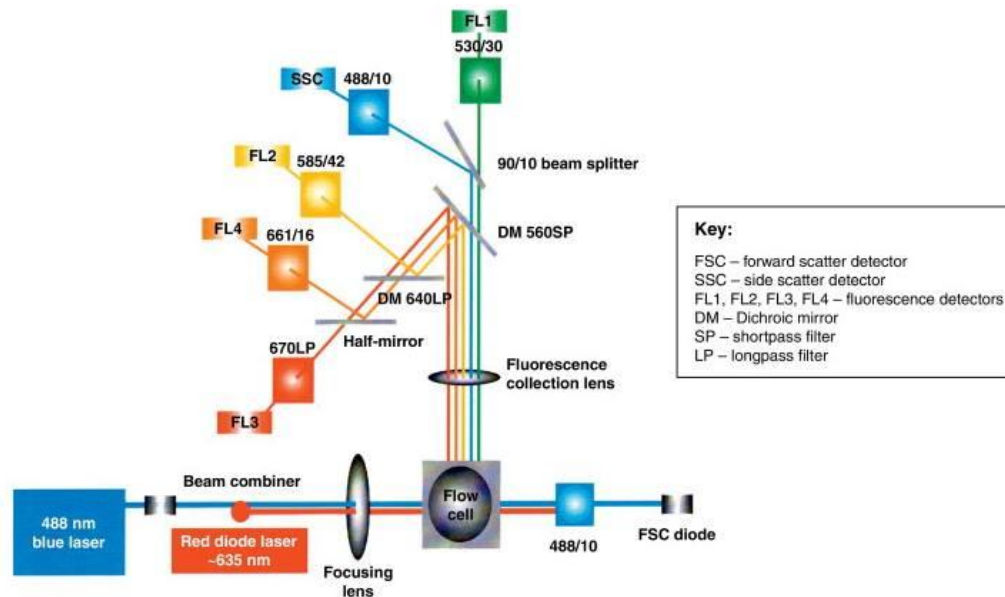 FL1
530/30
SSC
488/10
90/10 beam splitter
FL2
585/42
DM 560SP
FL4
661/16
DM 640LP
Half-mirror
670LP
Fluorescence
collection lens
FL3
Beam combiner
488 nm
blue laser
Red diode laser
~635 nm
Focusing
lens
Flow
cell
488/10
FSC diode
Key:
FSC – forward scatter detector
SSC – side scatter detector
FL1, FL2, FL3, FL4 – fluorescence detectors
DM – Dichroic mirror
SP – shortpass filter
LP – longpass filter